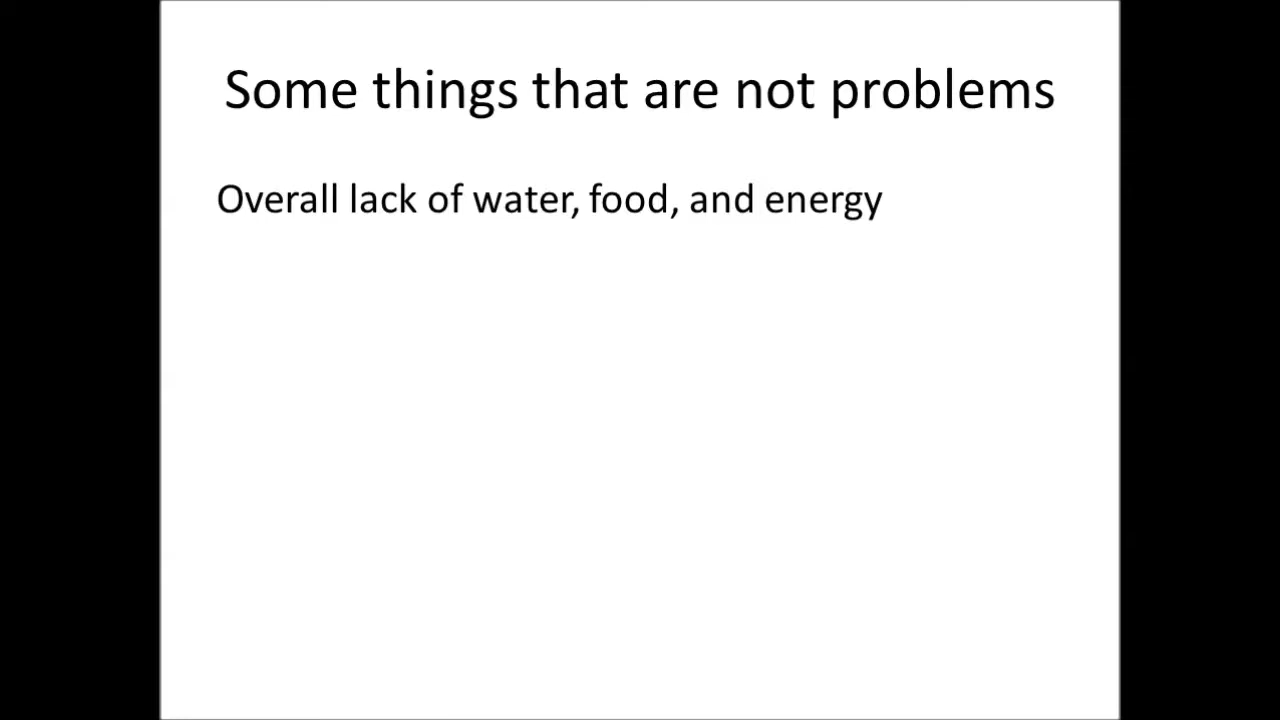 Some things that are not problems
Overall lack of water, food, and energy